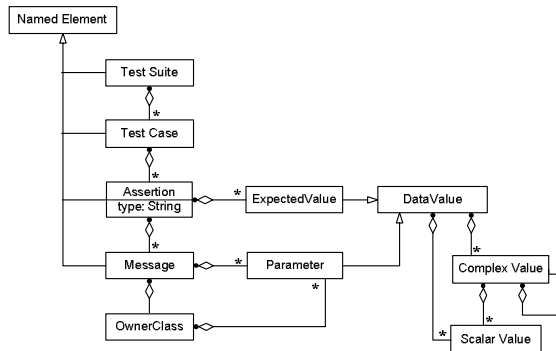 Named Element
Test Suite
*
Test Case
*
Assertion
type: String
*
ExpectedValue
DataValue
*
*
Message
*
Parameter
*
Complex Value
OwnerClass
*
*
*
Scalar Value